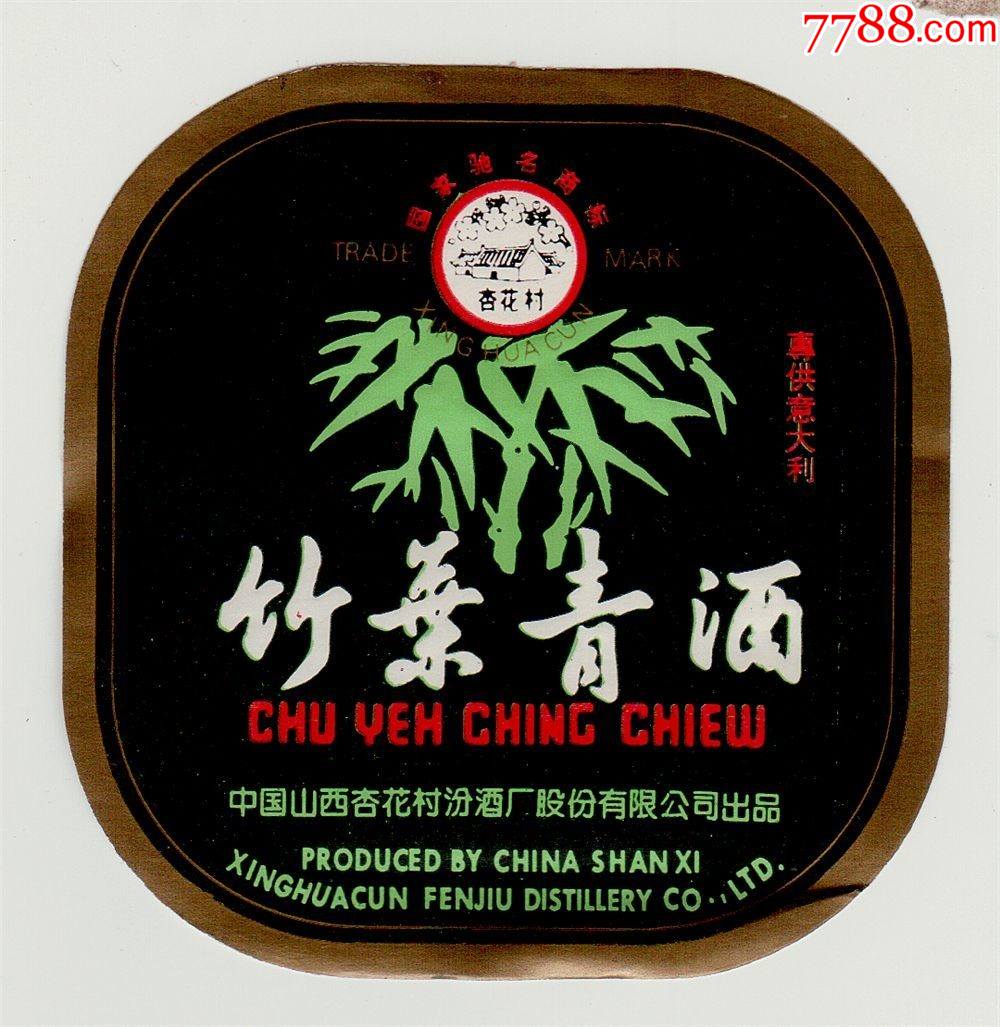 7788.com
国家驰名商标
TRADE MARK
杏花村
XING HUA CUN
專供意大利
竹葉青酒
CHU YEH CHING CHIEW
中国山西杏花村汾酒厂股份有限公司出品
PRODUCED BY CHINA SHAN XI
XINGHUACUN FENJIU DISTILLERY CO., LTD.